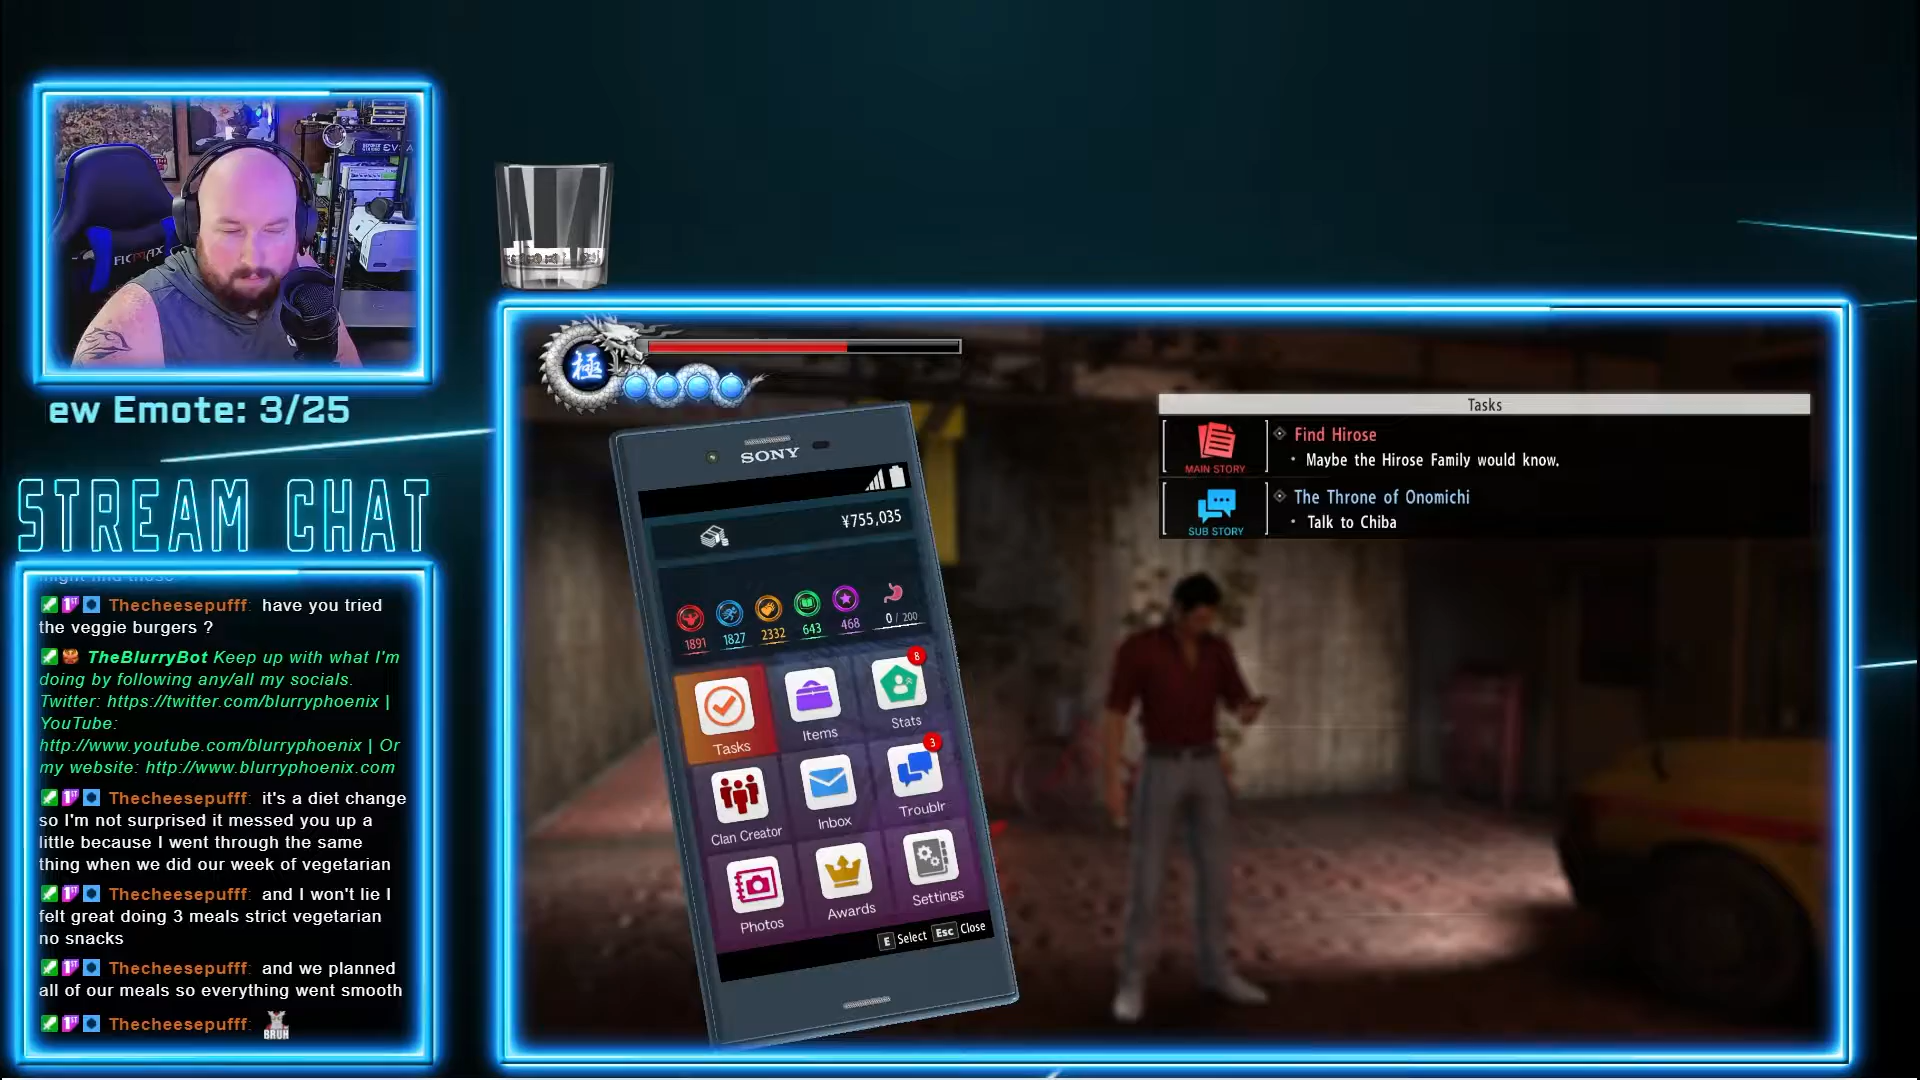 ew Emote: 3/25
STREAM CHAT
Thecheesepufff: have you tried
the veggie burgers ?
TheBlurryBot Keep up with what I'm
doing by following any/all my socials.
Twitter: https://twitter.com/blurryphoenix |
YouTube:
http://www.youtube.com/blurryphoenix | Or
my website: http://www.blurryphoenix.com
Thecheesepufff: it's a diet change
so I'm not surprised it messed you up a
little because I went through the same
thing when we did our week of vegetarian
Thecheesepufff: and I won't lie I
felt great doing 3 meals strict vegetarian
no snacks
Thecheesepufff: and we planned
all of our meals so everything went smooth
Thecheesepufff:
BRUH
極
SONY
¥755,035
1891 1827 2332 643 468 0 / 200
8
Tasks Items Stats
3
Clan Creator Inbox Troublr
Photos Awards Settings
E Select Esc Close
Tasks
MAIN STORY
Find Hirose
・ Maybe the Hirose Family would know.
SUB STORY
The Throne of Onomichi
・ Talk to Chiba